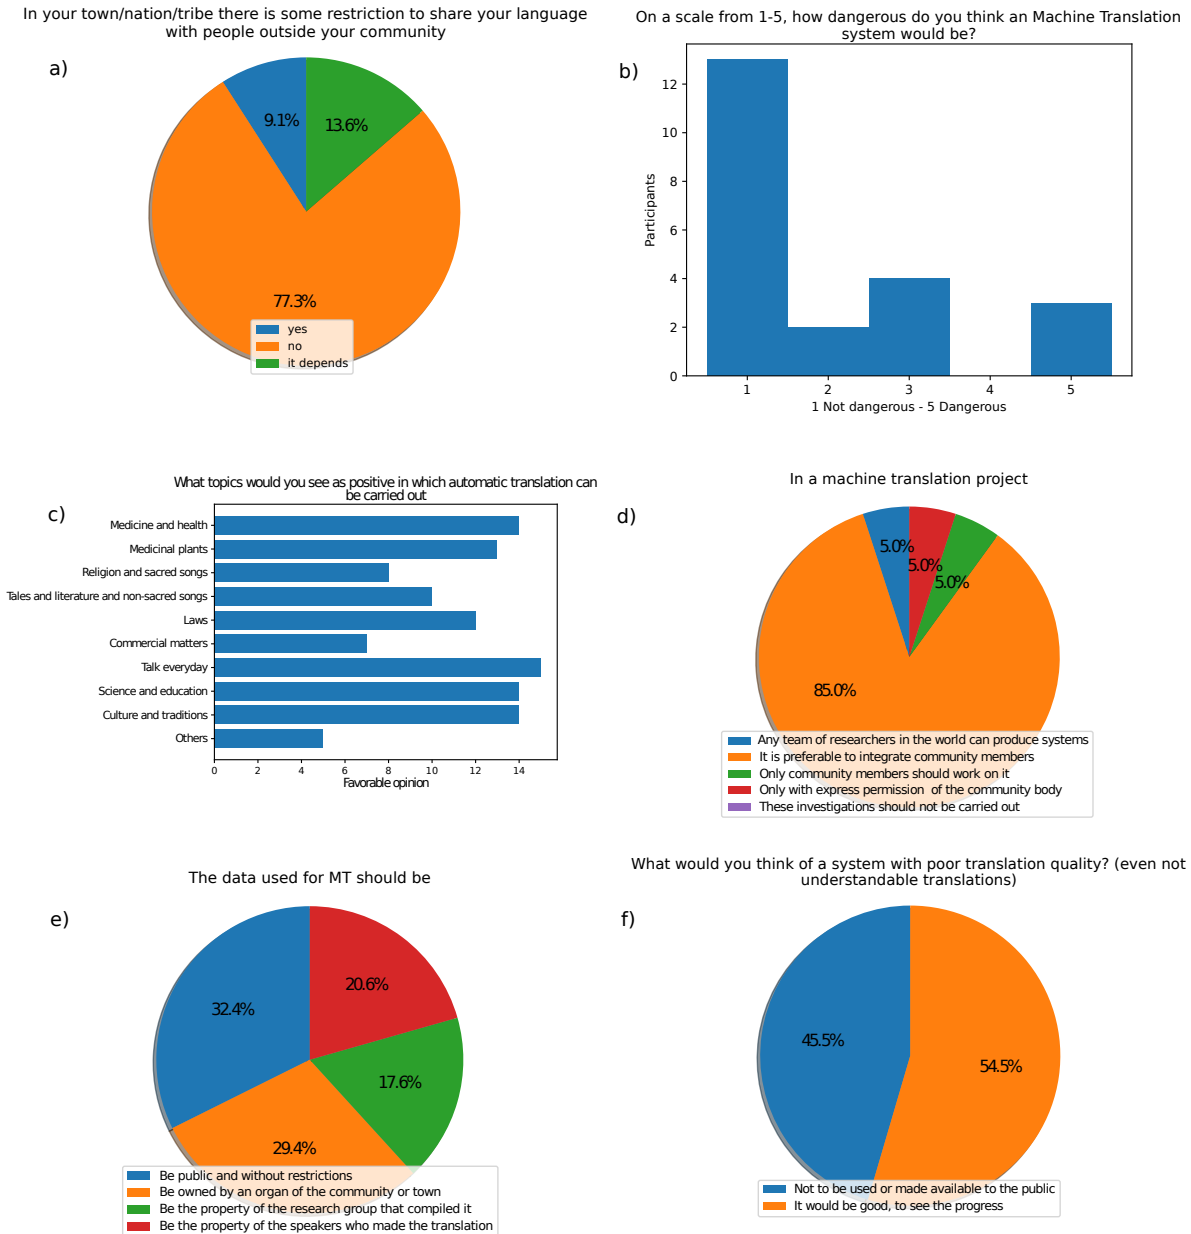 In your town/nation/tribe there is some restriction to share your language
with people outside your community
a)
9.1%
13.6%
77.3%
yes
no
it depends
On a scale from 1-5, how dangerous do you think an Machine Translation
system would be?
b)
Participants
12
10
8
6
4
2
0
1 2 3 4 5
1 Not dangerous - 5 Dangerous
What topics would you see as positive in which automatic translation can
be carried out
c)
Medicine and health
Medicinal plants
Religion and sacred songs
Tales and literature and non-sacred songs
Laws
Commercial matters
Talk everyday
Science and education
Culture and traditions
Others
0 2 4 6 8 10 12 14
Favorable opinion
In a machine translation project
d)
5.0%
5.0%
5.0%
85.0%
Any team of researchers in the world can produce systems
It is preferable to integrate community members
Only community members should work on it
Only with express permission  of the community body
These investigations should not be carried out
The data used for MT should be
e)
20.6%
32.4%
17.6%
29.4%
Be public and without restrictions
Be owned by an organ of the community or town
Be the property of the research group that compiled it
Be the property of the speakers who made the translation
What would you think of a system with poor translation quality? (even not
understandable translations)
f)
45.5%
54.5%
Not to be used or made available to the public
It would be good, to see the progress